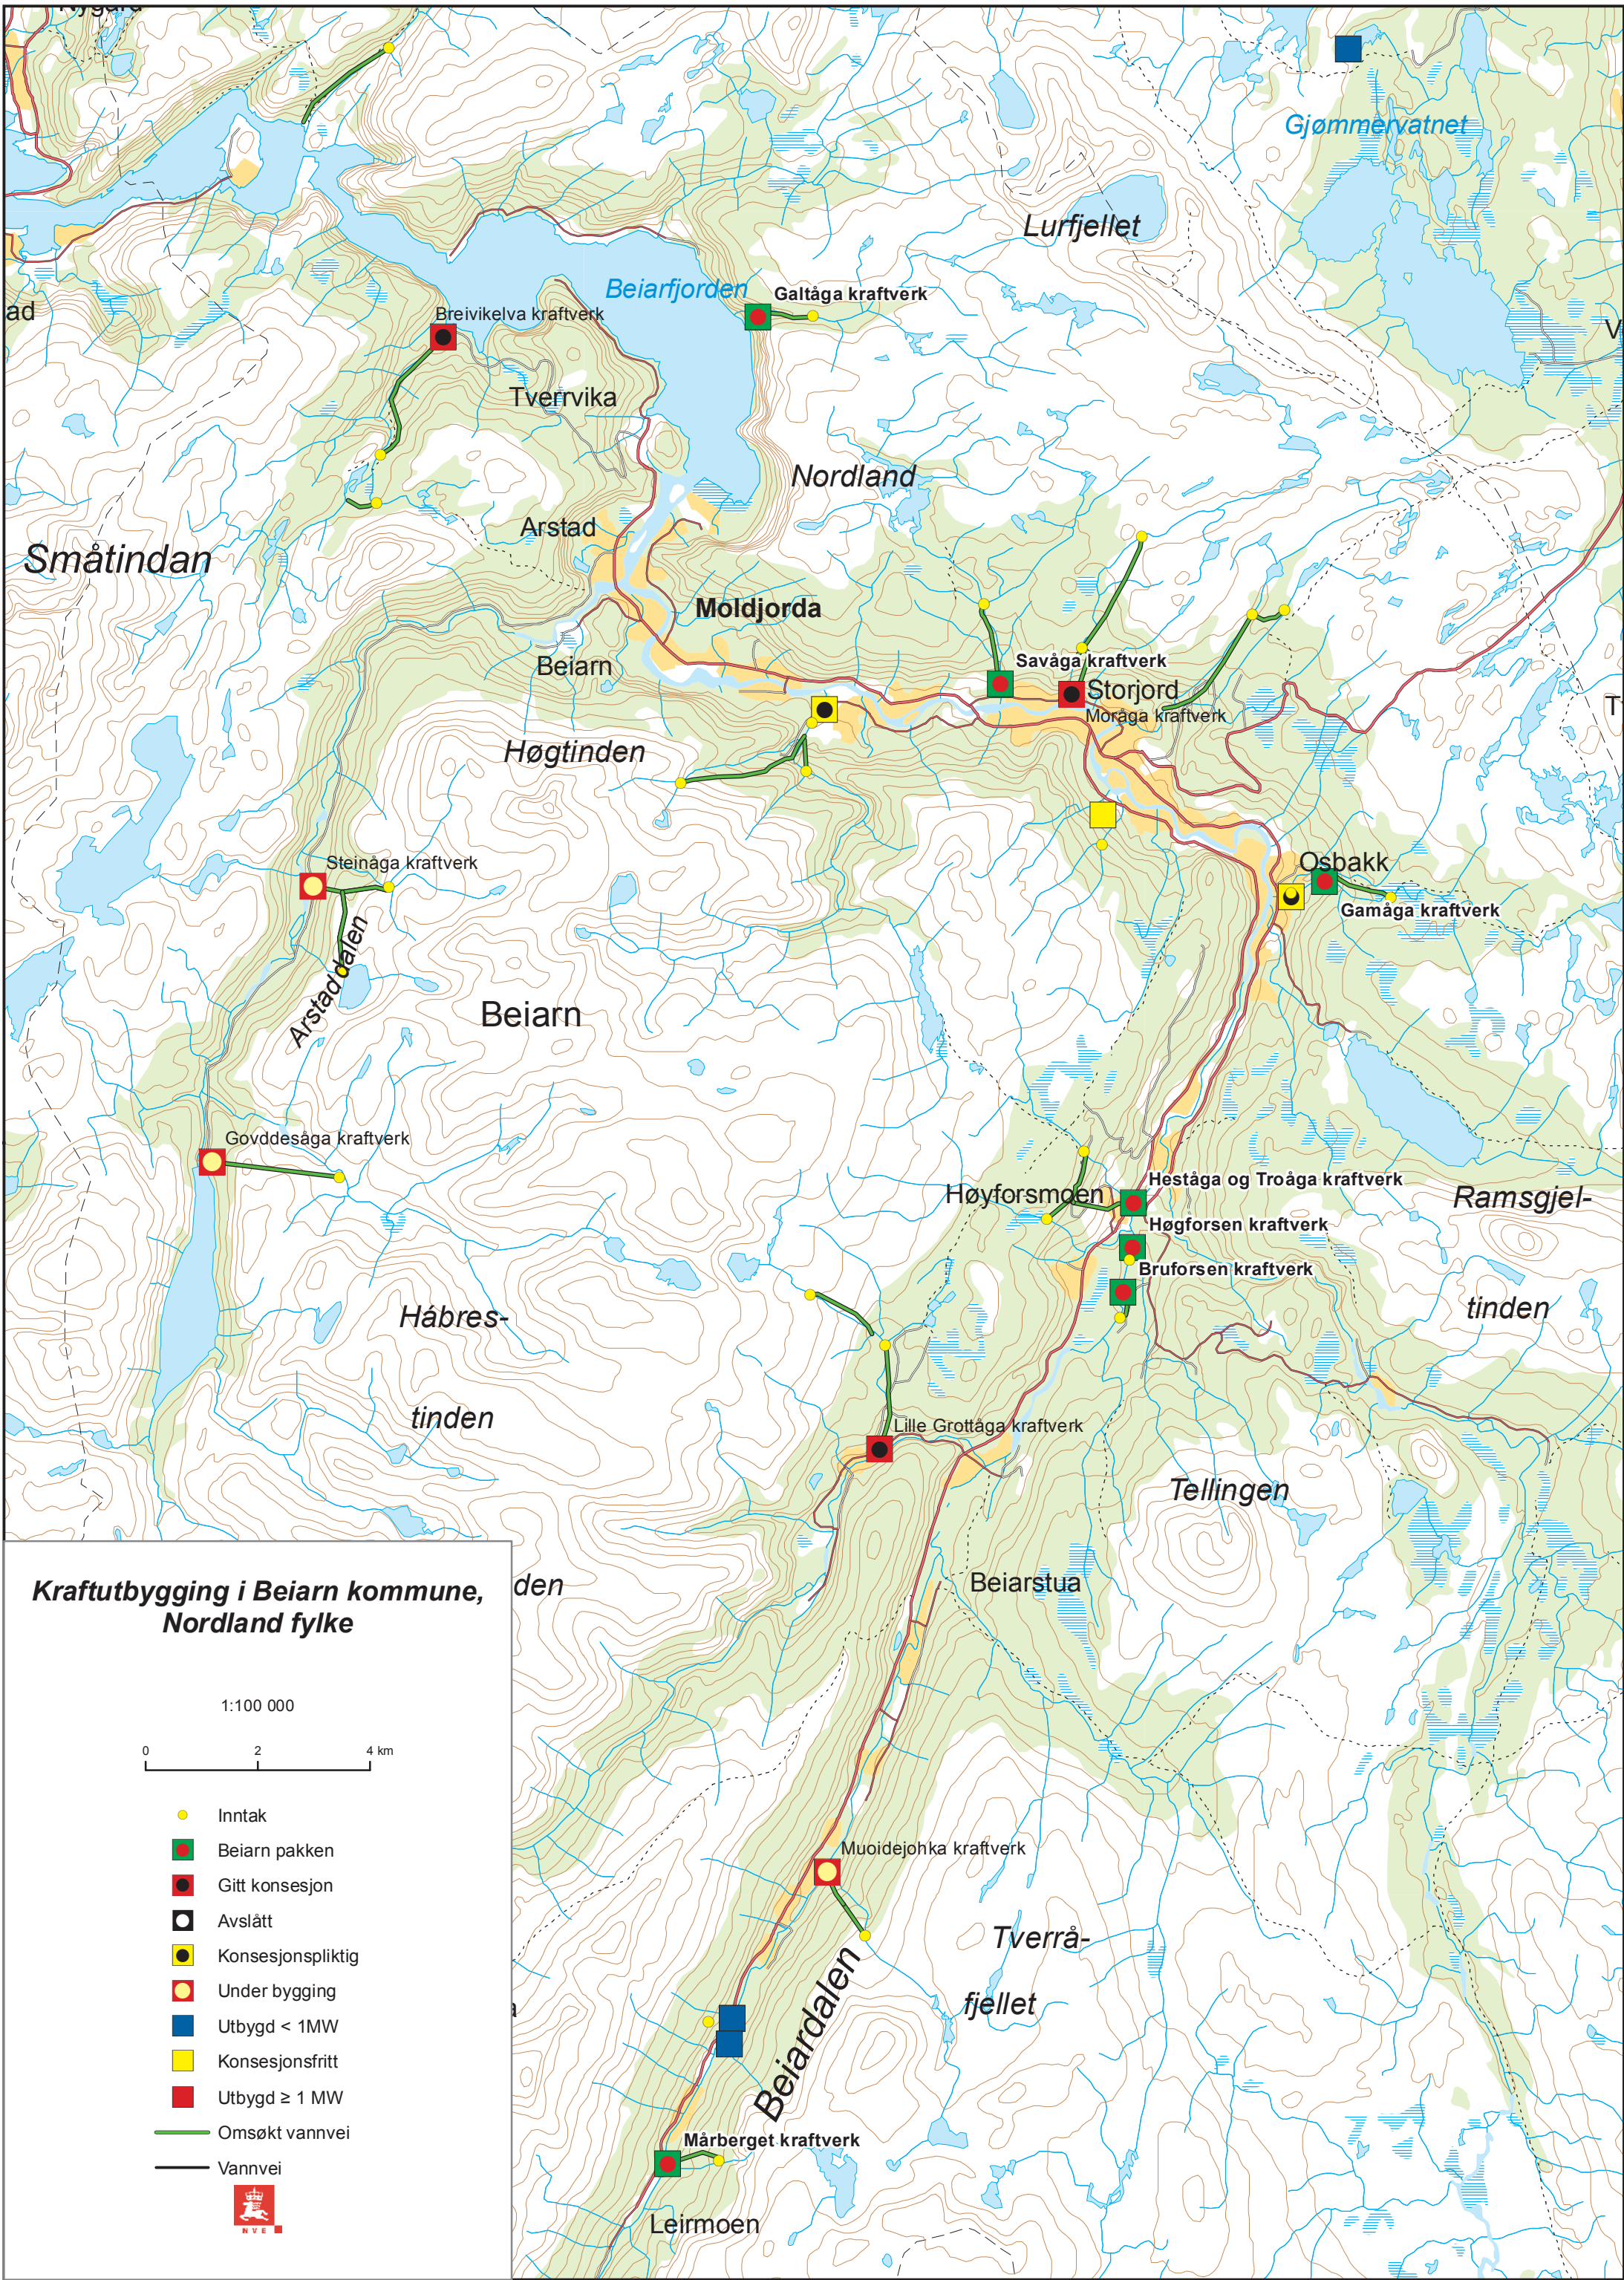 Nygård
Gjømmervatnet
Lurfjellet
Beiarfjorden
Galtåga kraftverk
ad
Breivikelva kraftverk
V
Tverrvika
Nordland
Arstad
Småtindan
Moldjorda
Beiarn
Savåga kraftverk
Storjord
Moråga kraftverk
T
Høgtinden
Steinåga kraftverk
Osbakk
Gamåga kraftverk
Arstaddalen
Beiarn
Govddesåga kraftverk
Heståga og Troåga kraftverk
Høyforsmoen
Ramsgjel-
tinden
Høgforsen kraftverk
Bruforsen kraftverk
Hábres-
tinden
Lille Grottåga kraftverk
Tellingen
den
Beiarstua
Muoidejohka kraftverk
Tverrå-
fjellet
Beiardalen
Mårberget kraftverk
Leirmoen
Kraftutbygging i Beiarn kommune,
Nordland fylke
1:100 000
0 2 4 km
Inntak
Beiarn pakken
Gitt konsesjon
Avslått
Konsesjonspliktig
Under bygging
Utbygd < 1MW
Konsesjonsfritt
Utbygd ≥ 1 MW
Omsøkt vannvei
Vannvei
NVE